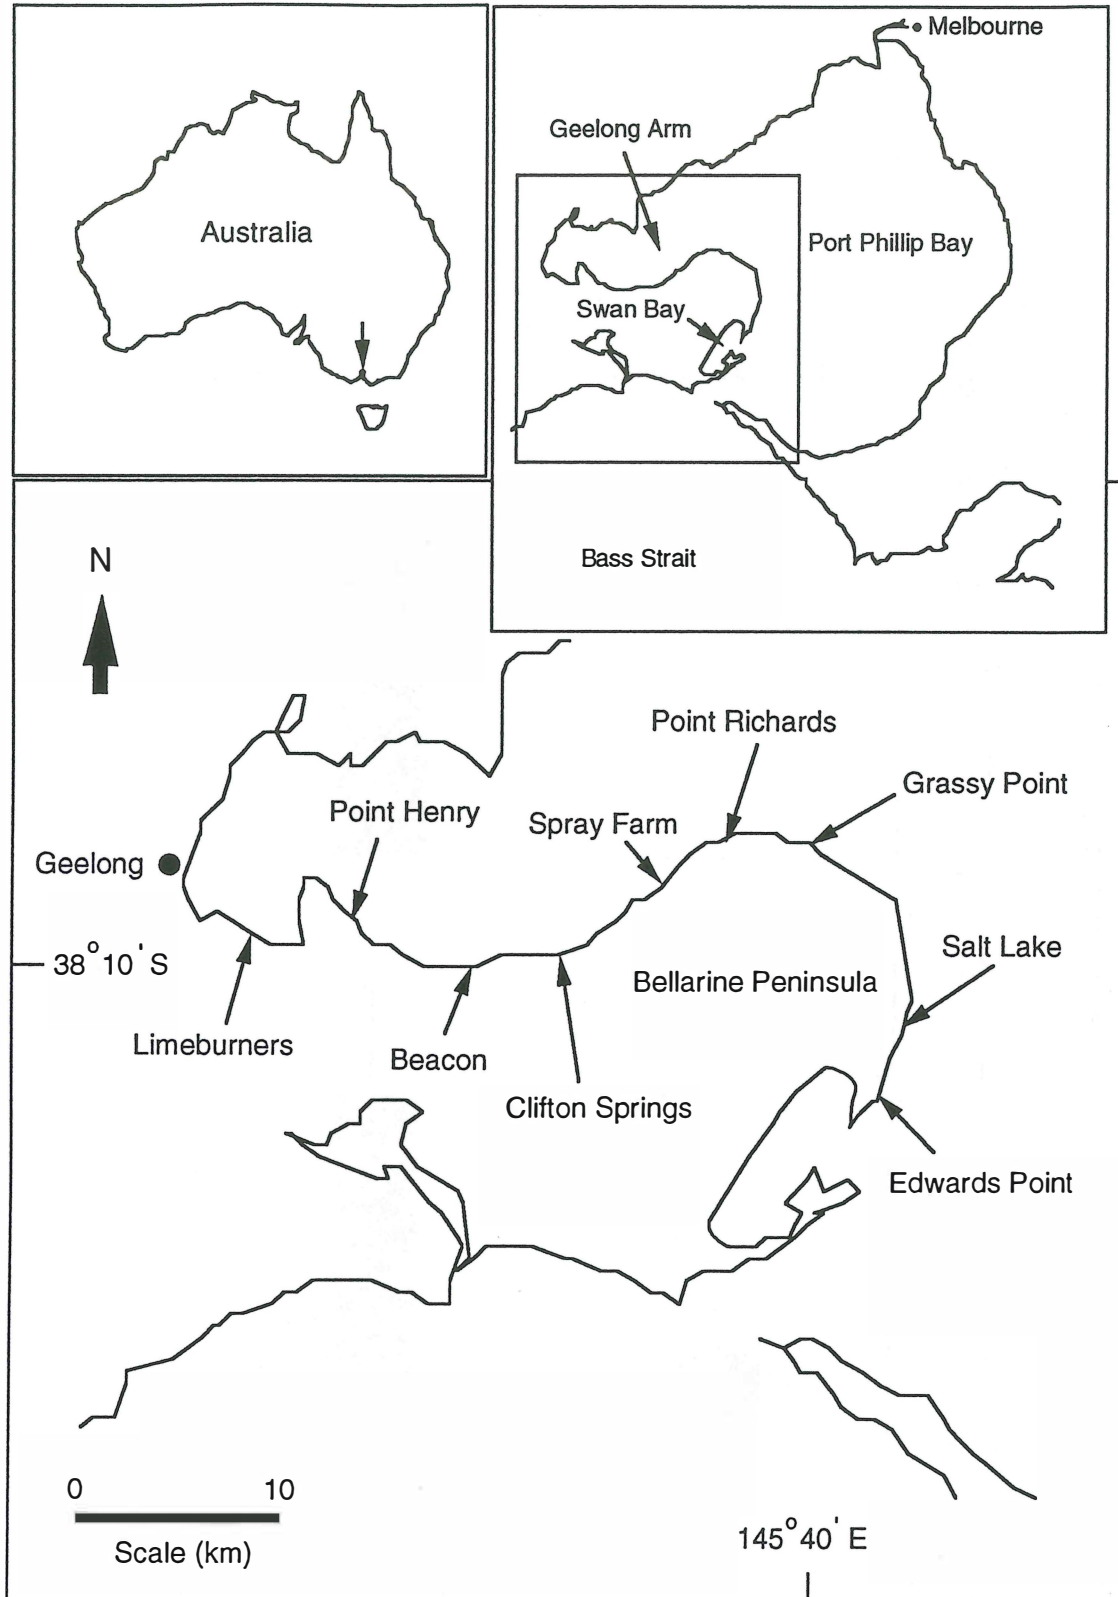 Melbourne
Geelong Arm
Australia
Port Phillip Bay
Swan Bay
Bass Strait
N
Point Richards
Grassy Point
Point Henry
Spray Farm
Geelong
Salt Lake
38°10'S
Bellarine Peninsula
Limeburners
Beacon
Clifton Springs
Edwards Point
0 10
Scale (km)
145°40'E